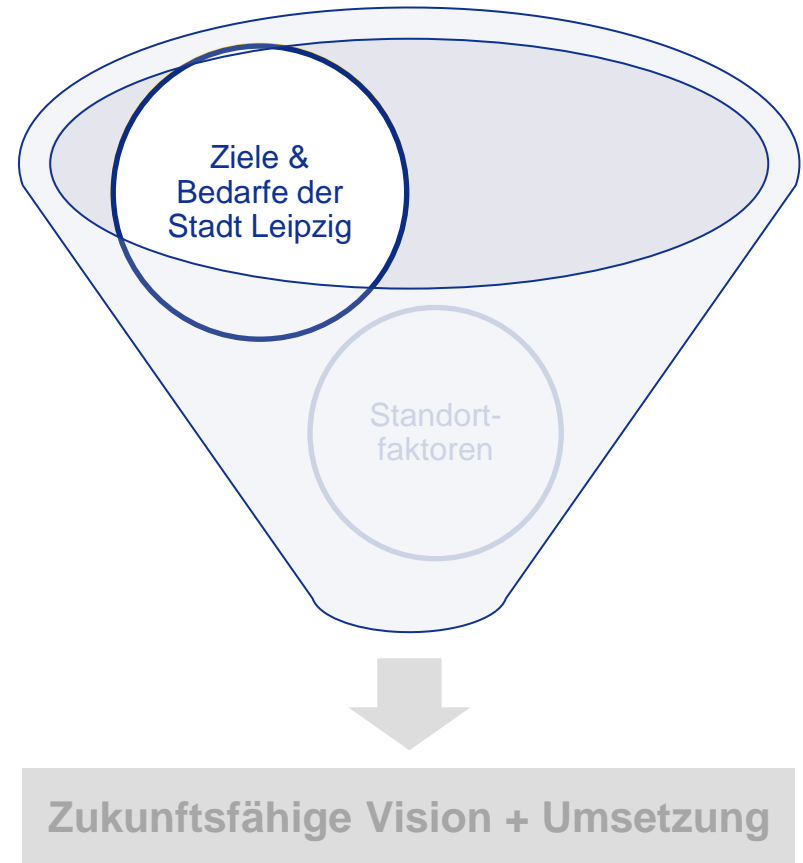 Ziele &
Bedarfe der
Stadt Leipzig
Standort-
faktoren
Zukunftsfähige Vision + Umsetzung